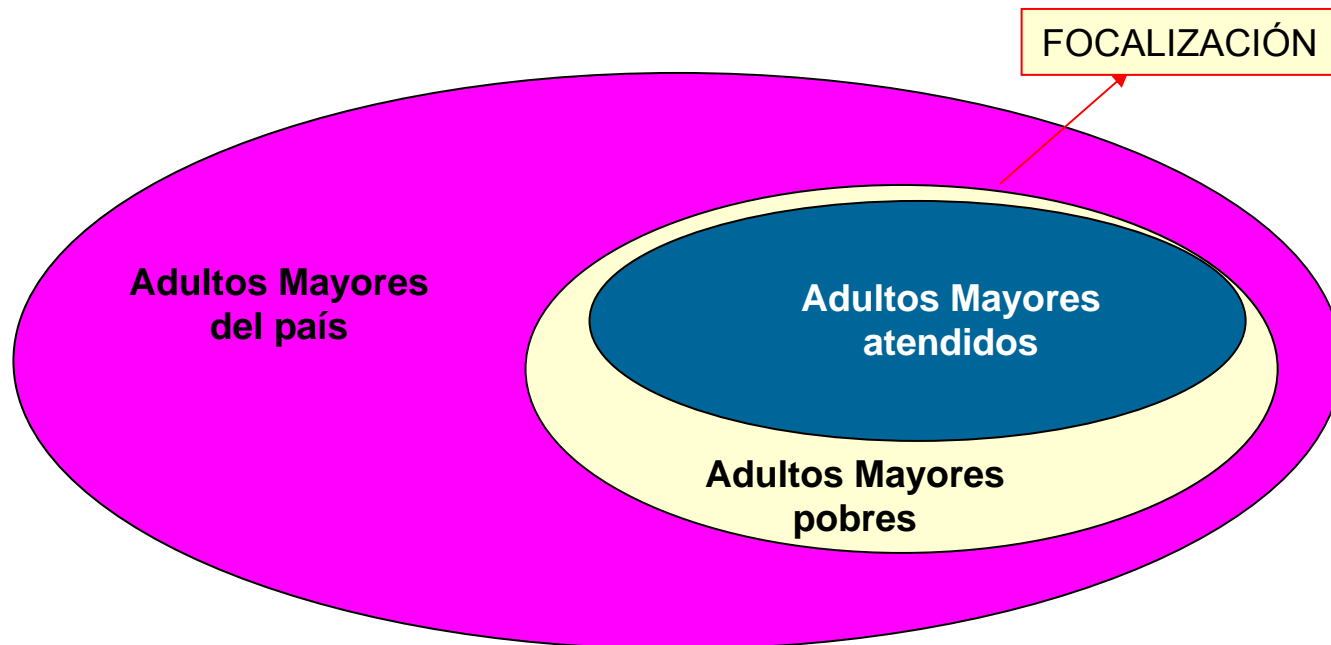 FOCALIZACIÓN
Adultos Mayores
del país
Adultos Mayores
atendidos
Adultos Mayores
pobres